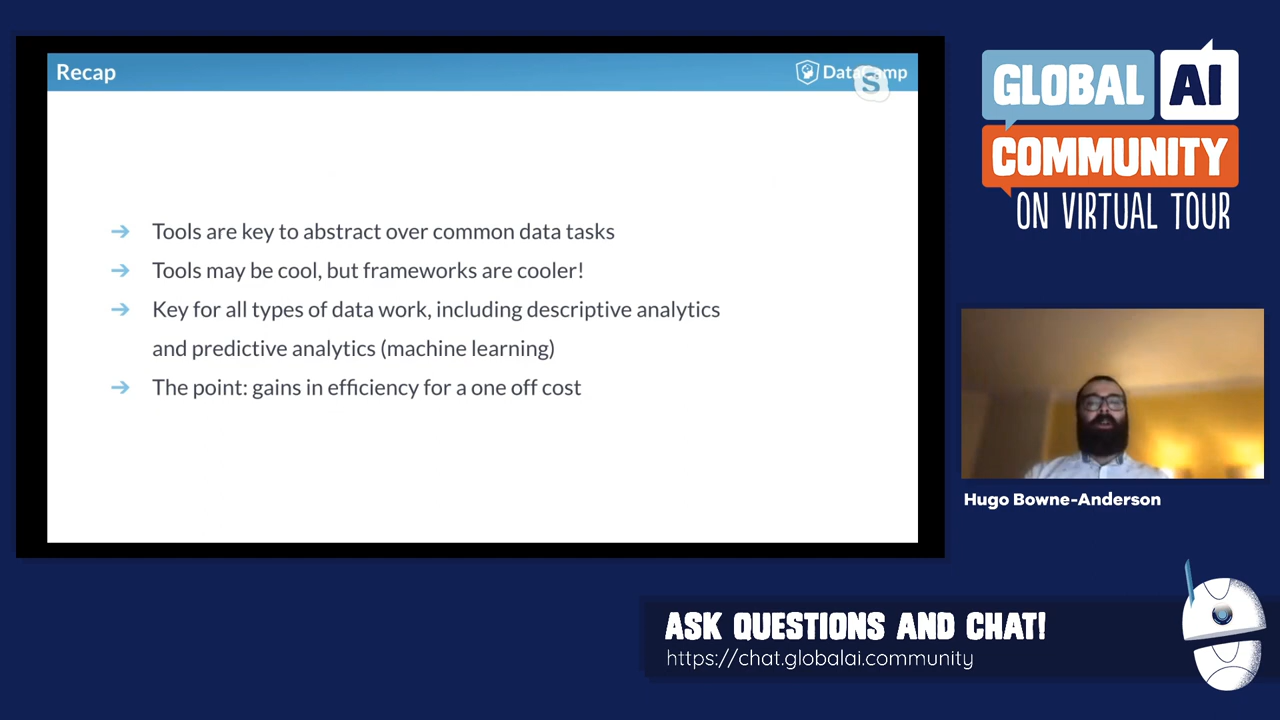 Recap
DataCamp
Tools are key to abstract over common data tasks
Tools may be cool, but frameworks are cooler!
Key for all types of data work, including descriptive analytics
and predictive analytics (machine learning)
The point: gains in efficiency for a one off cost
GLOBAL AI
COMMUNITY
ON VIRTUAL TOUR
Hugo Bowne-Anderson
ASK QUESTIONS AND CHAT!
https://chat.globalai.community